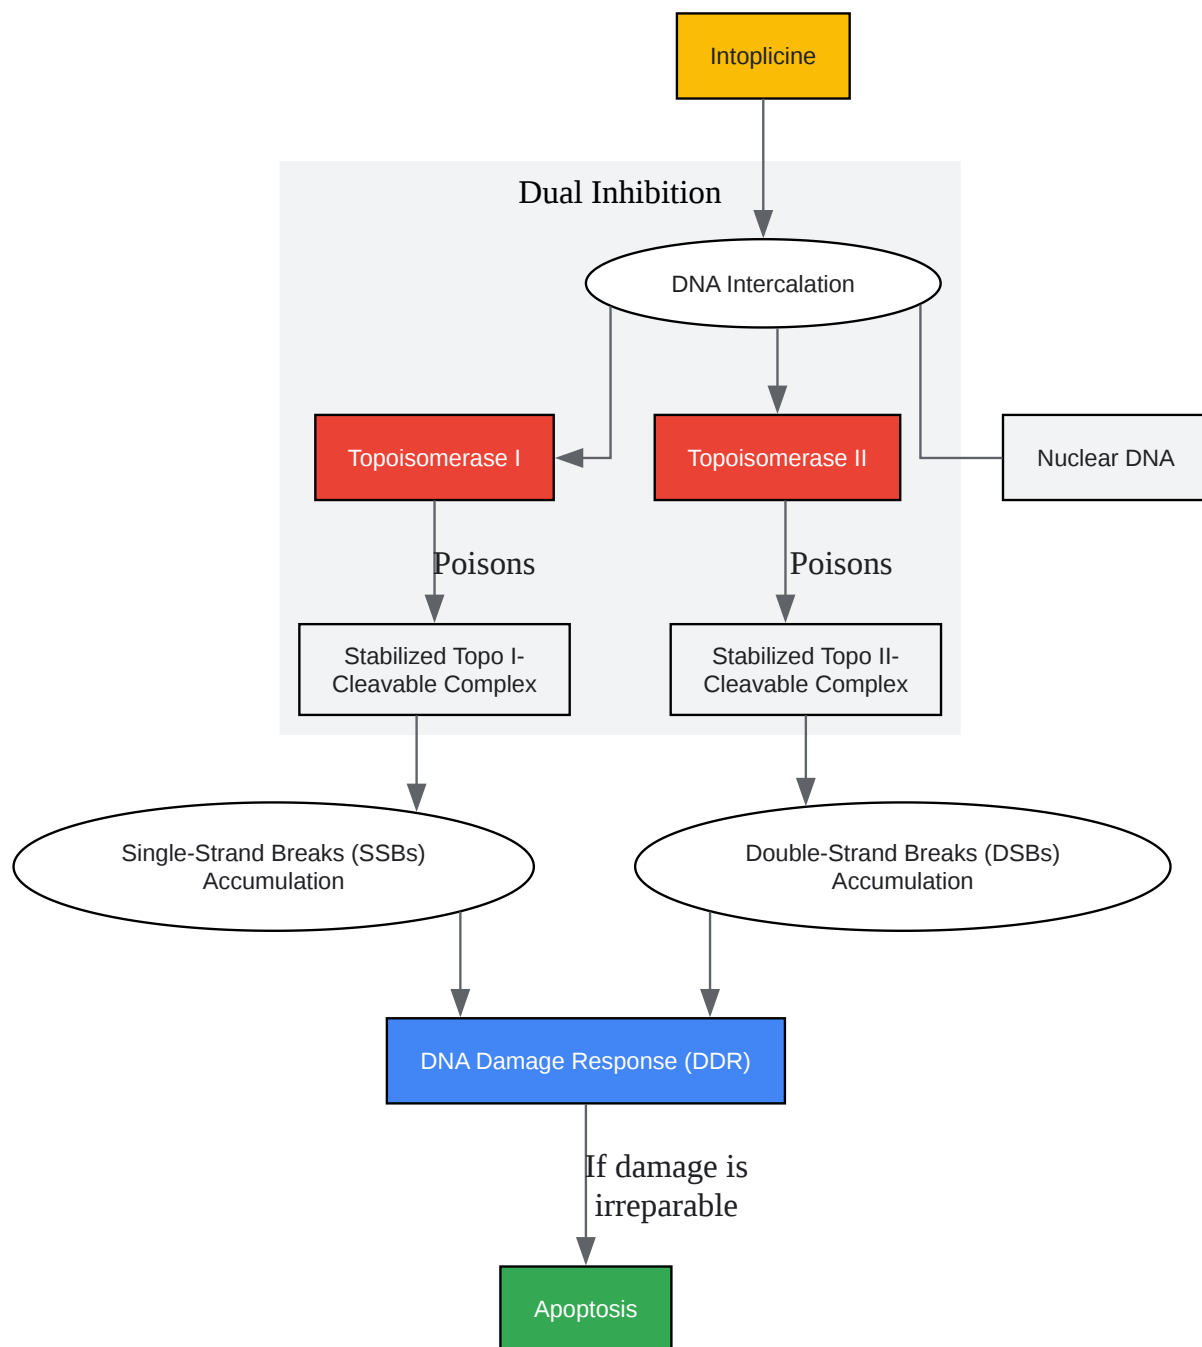 Intoplicine
Dual Inhibition
DNA Intercalation
Topoisomerase I
Topoisomerase II
Nuclear DNA
Poisons
Poisons
Stabilized Topo I-
Cleavable Complex
Stabilized Topo II-
Cleavable Complex
Single-Strand Breaks (SSBs)
Accumulation
Double-Strand Breaks (DSBs)
Accumulation
DNA Damage Response (DDR)
If damage is
irreparable
Apoptosis